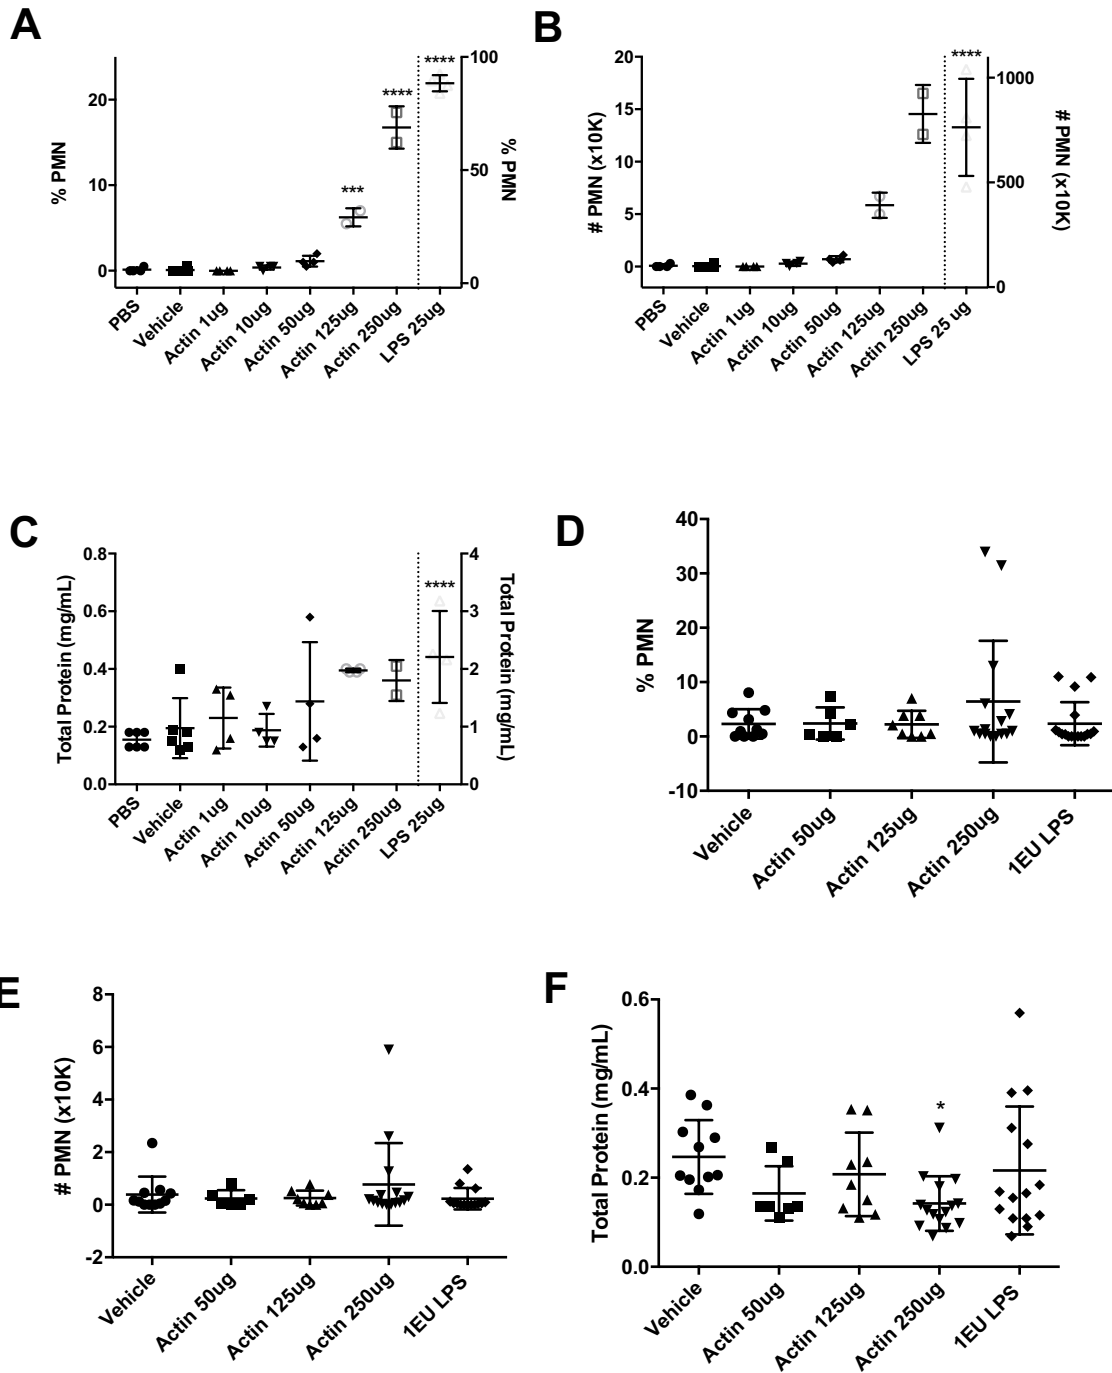 A
% PMN
20
10
0
***
****
****
100
50
0
% PMN
PBS
Vehicle
Actin 1ug
Actin 10ug
Actin 50ug
Actin 125ug
Actin 250ug
LPS 25ug
B
# PMN (x10K)
20
15
10
5
0
****
1000
500
0
# PMN (x10K)
PBS
Vehicle
Actin 1ug
Actin 10ug
Actin 50ug
Actin 125ug
Actin 250ug
LPS 25 ug
C
Total Protein (mg/mL)
0.8
0.6
0.4
0.2
0.0
****
4
3
2
1
0
Total Protein (mg/mL)
PBS
Vehicle
Actin 1ug
Actin 10ug
Actin 50ug
Actin 125ug
Actin 250ug
LPS 25ug
D
% PMN
40
30
20
10
0
-10
Vehicle
Actin 50ug
Actin 125ug
Actin 250ug
1EU LPS
E
# PMN (x10K)
8
6
4
2
0
-2
Vehicle
Actin 50ug
Actin 125ug
Actin 250ug
1EU LPS
F
Total Protein (mg/mL)
0.6
0.4
0.2
0.0
*
Vehicle
Actin 50ug
Actin 125ug
Actin 250ug
1EU LPS